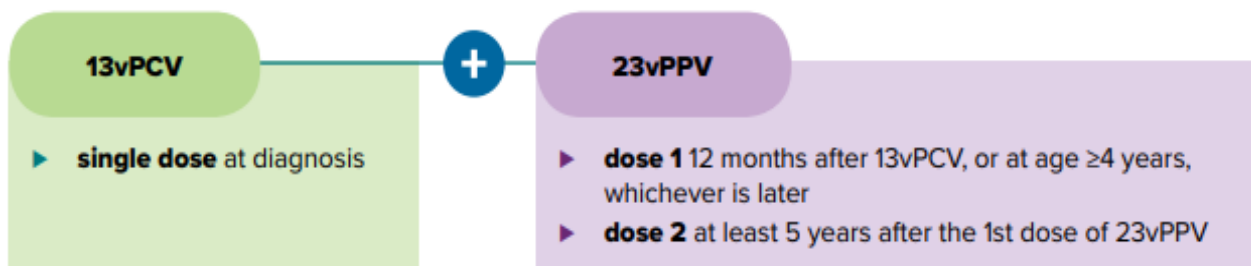 13vPCV
+
23vPPV
▶ single dose at diagnosis
▶ dose 1 12 months after 13vPCV, or at age ≥4 years,
whichever is later
▶ dose 2 at least 5 years after the 1st dose of 23vPPV